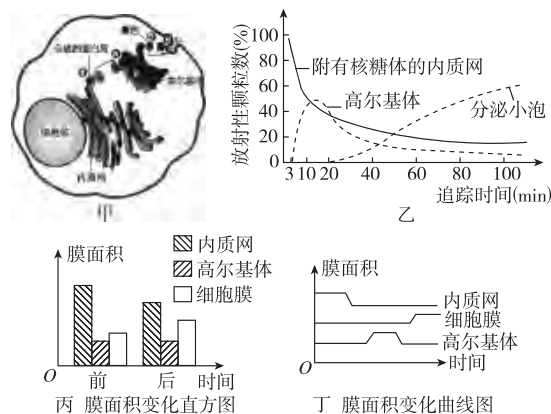 高尔基体
内质网
甲
放射性颗粒数(%)
100
80
60
40
20
0
附有核糖体的内质网
高尔基体
分泌小泡
3 10 20 40 60 80 100
追踪时间(min)
乙
膜面积
内质网
高尔基体
细胞膜
O
前
后
时间
丙 膜面积变化直方图
膜面积
内质网
细胞膜
高尔基体
O
时间
丁 膜面积变化曲线图